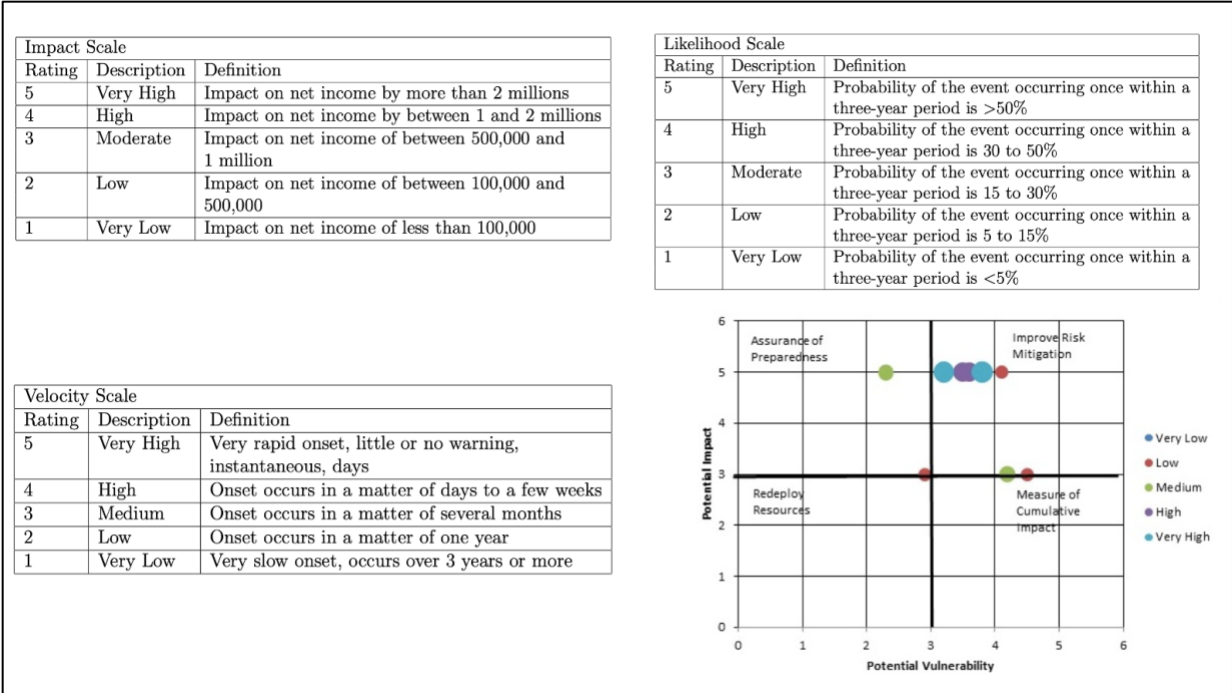 Impact Scale
Rating Description Definition
5 Very High Impact on net income by more than 2 millions
4 High Impact on net income by between 1 and 2 millions
3 Moderate Impact on net income of between 500,000 and
1 million
2 Low Impact on net income of between 100,000 and
500,000
1 Very Low Impact on net income of less than 100,000
Likelihood Scale
Rating Description Definition
5 Very High Probability of the event occurring once within a
three-year period is >50%
4 High Probability of the event occurring once within a
three-year period is 30 to 50%
3 Moderate Probability of the event occurring once within a
three-year period is 15 to 30%
2 Low Probability of the event occurring once within a
three-year period is 5 to 15%
1 Very Low Probability of the event occurring once within a
three-year period is <5%
Velocity Scale
Rating Description Definition
5 Very High Very rapid onset, little or no warning,
instantaneous, days
4 High Onset occurs in a matter of days to a few weeks
3 Medium Onset occurs in a matter of several months
2 Low Onset occurs in a matter of one year
1 Very Low Very slow onset, occurs over 3 years or more
Potential Impact
6
5
4
3
2
1
0
Assurance of
Preparedness
Improve Risk
Mitigation
Redeploy
Resources
Measure of
Cumulative
Impact
0 1 2 3 4 5 6
Potential Vulnerability
Very Low
Low
Medium
High
Very High